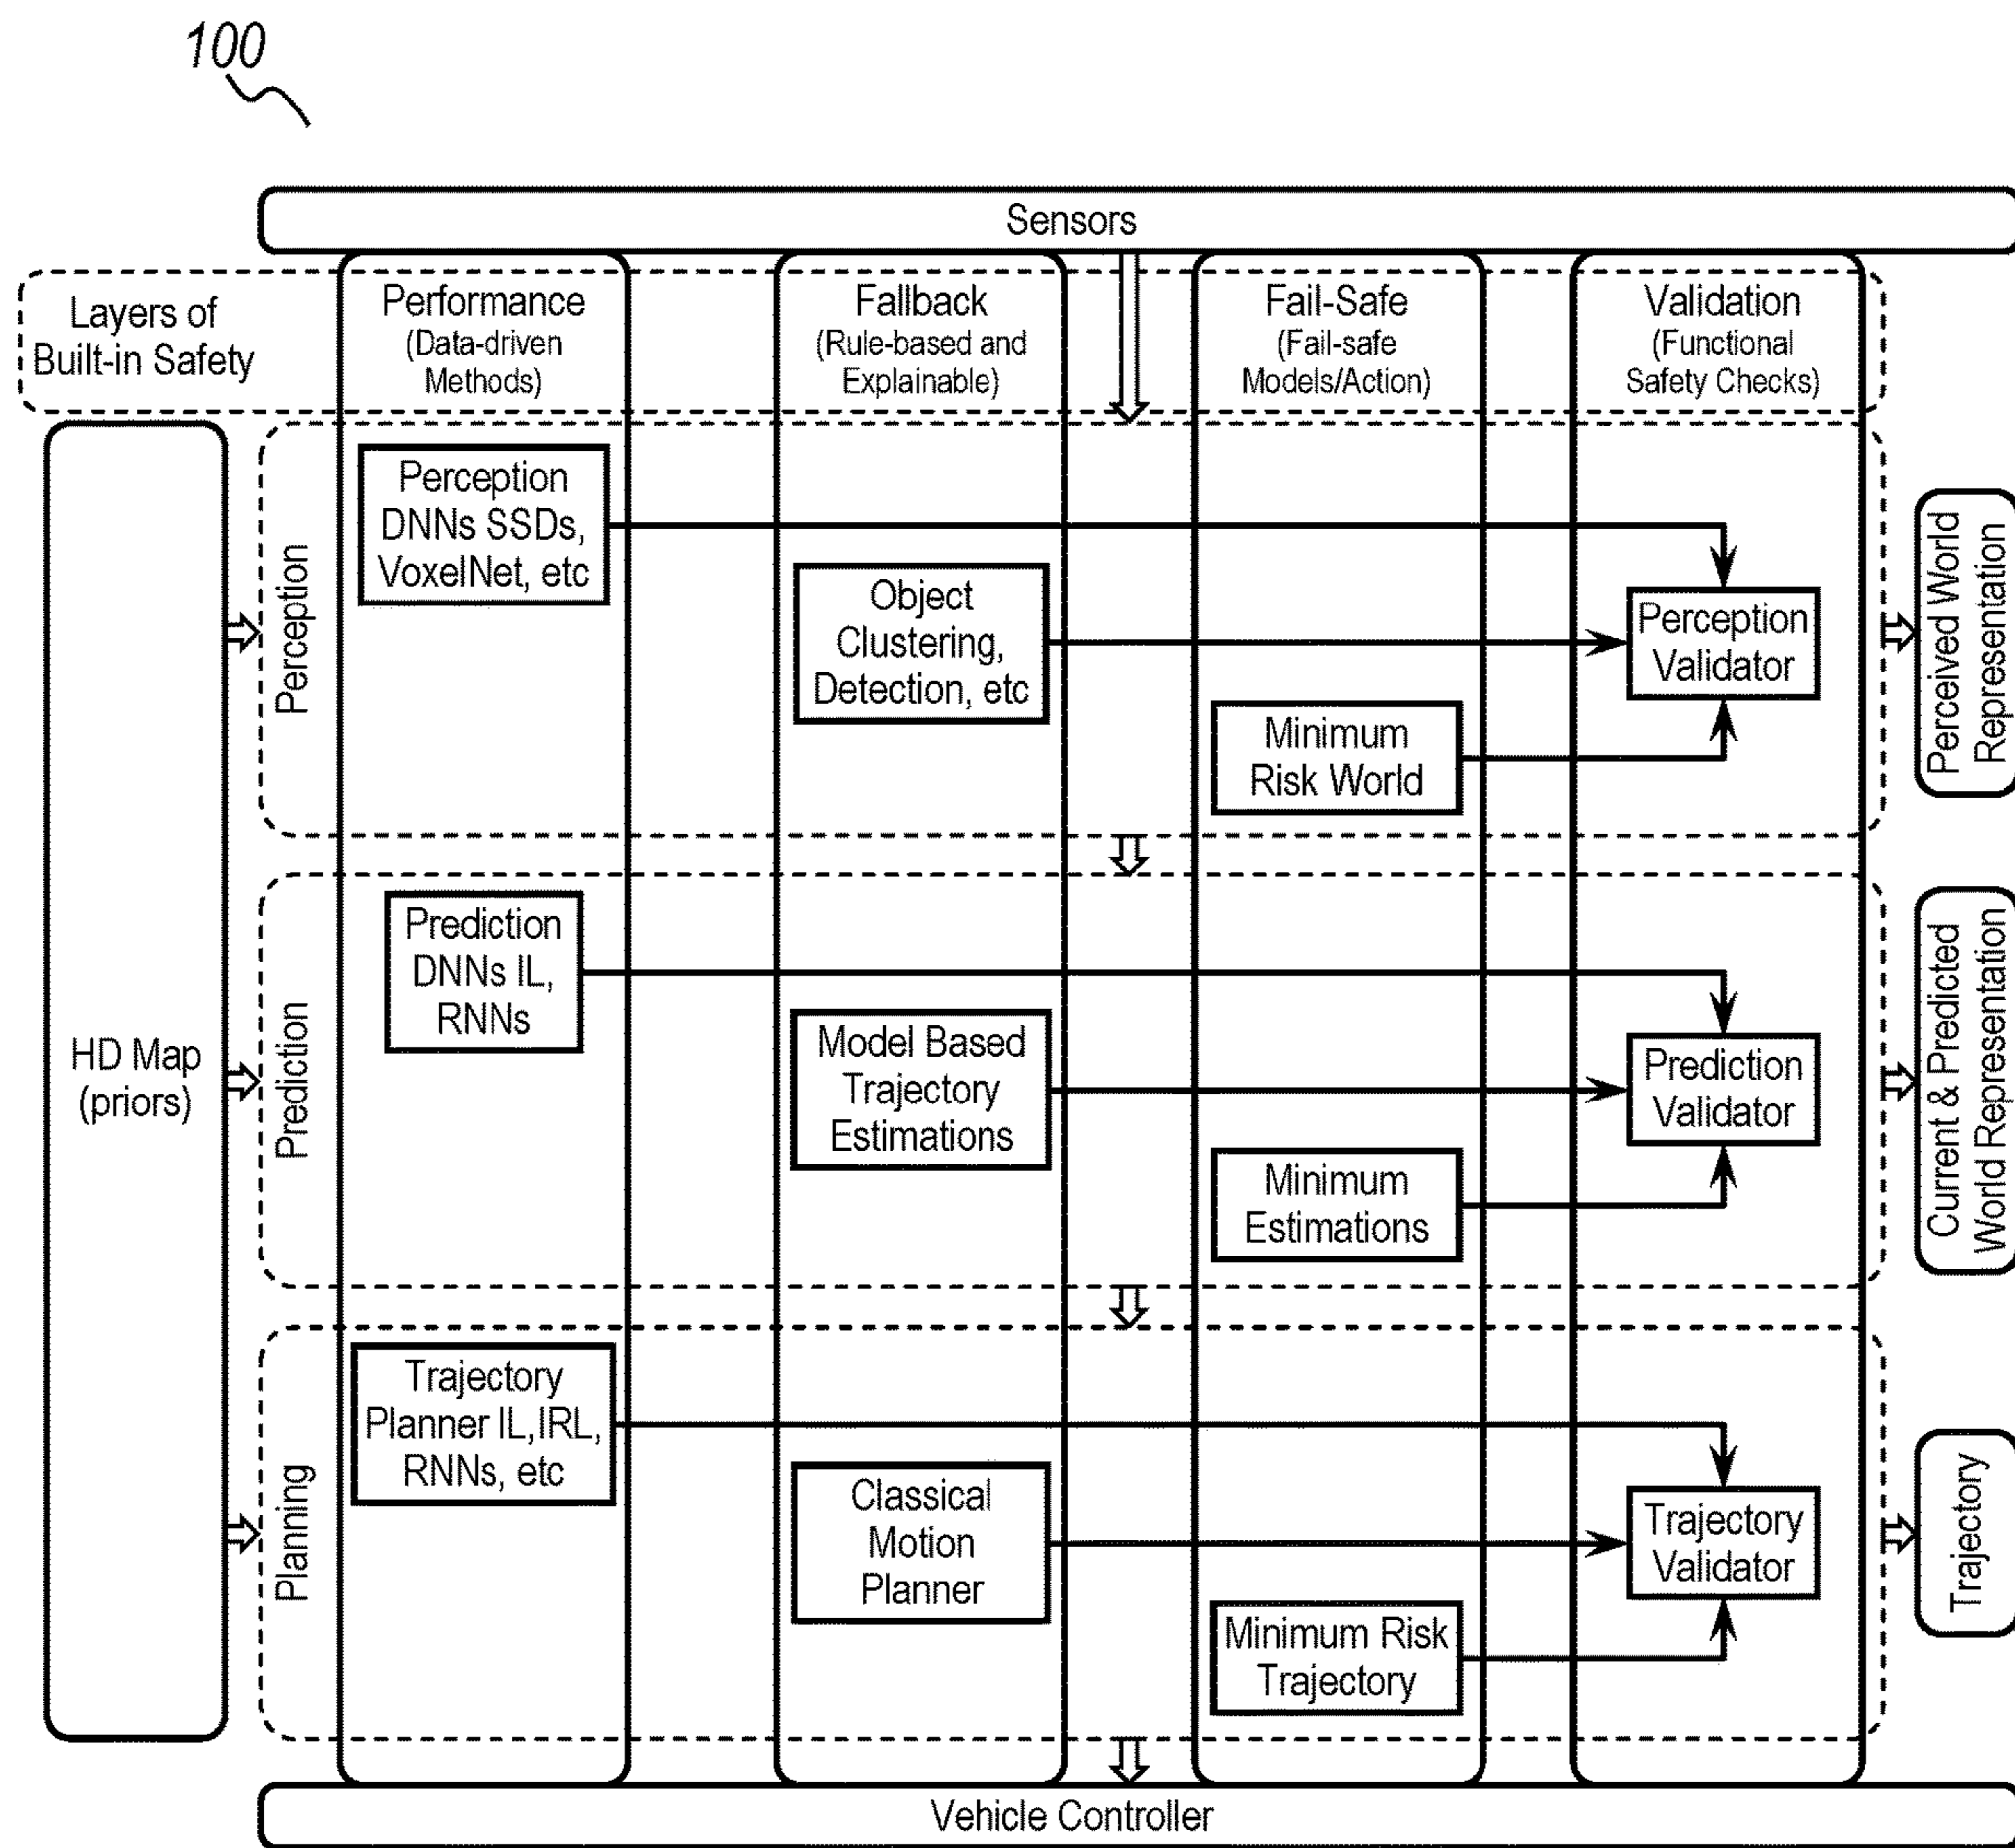 100
Sensors
Layers of
Built-in Safety
Performance
(Data-driven
Methods)
Fallback
(Rule-based and
Explainable)
Fail-Safe
(Fail-safe
Models/Action)
Validation
(Functional
Safety Checks)
HD Map
(priors)
Perception
Perception
DNNs SSDs,
VoxelNet, etc
Object
Clustering,
Detection, etc
Minimum
Risk World
Perception
Validator
Perceived World
Representation
Prediction
Prediction
DNNs IL,
RNNs
Model Based
Trajectory
Estimations
Minimum
Estimations
Prediction
Validator
Current & Predicted
World Representation
Planning
Trajectory
Planner IL, IRL,
RNNs, etc
Classical
Motion
Planner
Minimum Risk
Trajectory
Trajectory
Validator
Trajectory
Vehicle Controller